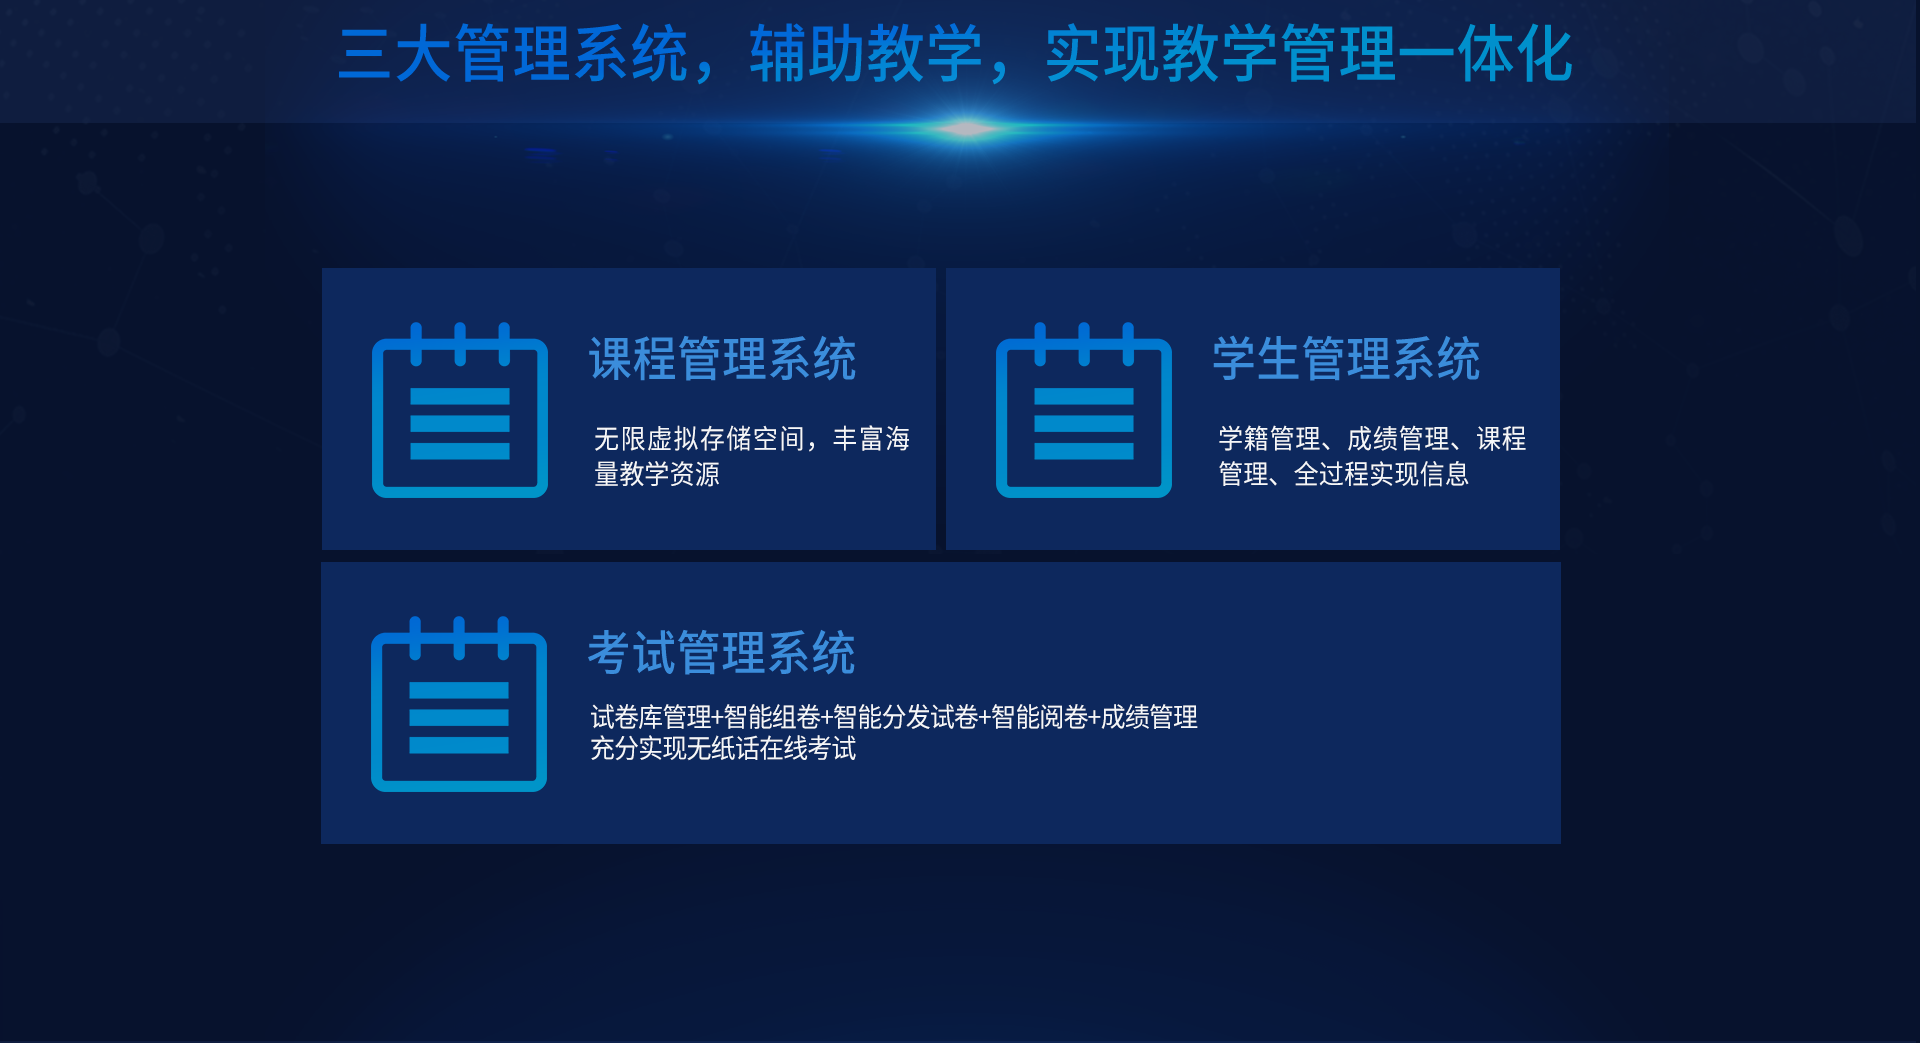 三大管理系统，辅助教学，实现教学管理一体化
课程管理系统
无限虚拟存储空间，丰富海
量教学资源
学生管理系统
学籍管理、成绩管理、课程
管理、全过程实现信息
考试管理系统
试卷库管理+智能组卷+智能分发试卷+智能阅卷+成绩管理
充分实现无纸话在线考试